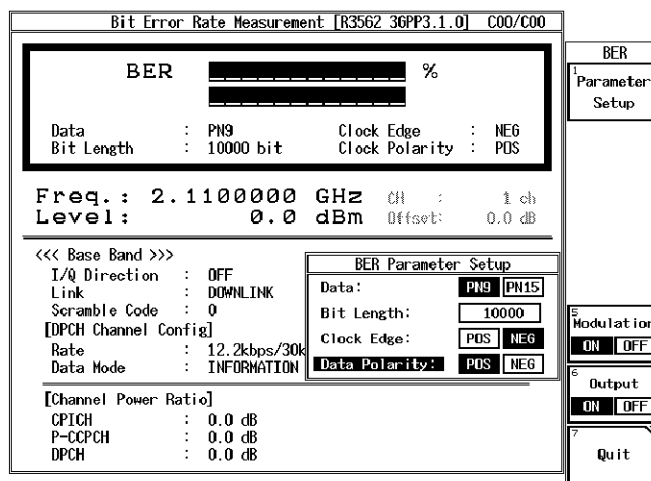 Bit Error Rate Measurement [R3562 3GPP3.1.0] C00/C00
BER %
Data : PN9 Clock Edge : NEG
Bit Length : 10000 bit Clock Polarity : POS
Freq.: 2.1100000 GHz CH : 1 ch
Level: 0.0 dBm Offset: 0.0 dB
<<< Base Band >>>
I/Q Direction : OFF
Link : DOWNLINK
Scramble Code : 0
[DPCH Channel Config]
Rate : 12.2kbps/30k
Data Mode : INFORMATION
[Channel Power Ratio]
CPICH : 0.0 dB
P-CCPCH : 0.0 dB
DPCH : 0.0 dB
BER Parameter Setup
Data: PN9 PN15
Bit Length: 10000
Clock Edge: POS NEG
Data Polarity: POS NEG
BER
1
Parameter
Setup
5
Modulation
ON OFF
6
Output
ON OFF
7
Quit